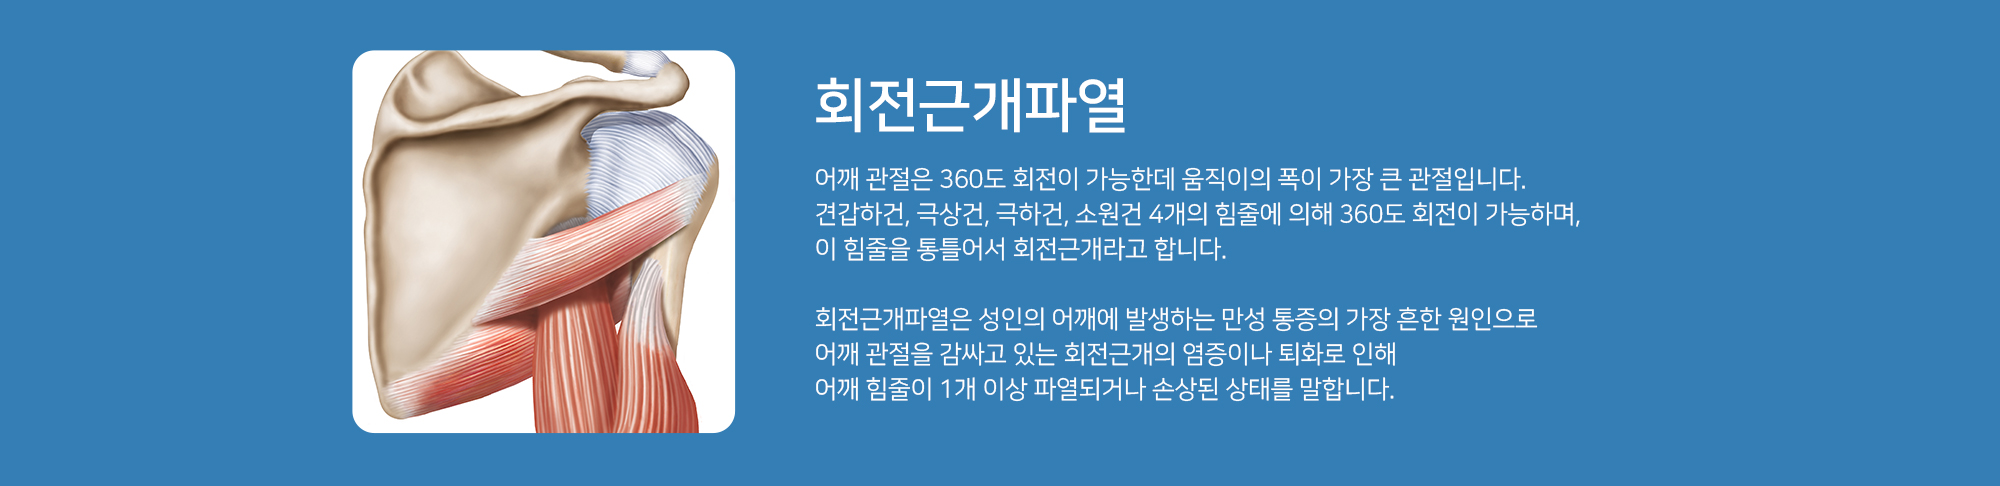 회전근개파열
어깨 관절은 360도 회전이 가능한데 움직이의 폭이 가장 큰 관절입니다.
견갑하건, 극상건, 극하건, 소원건 4개의 힘줄에 의해 360도 회전이 가능하며,
이 힘줄을 통틀어서 회전근개라고 합니다.
회전근개파열은 성인의 어깨에 발생하는 만성 통증의 가장 흔한 원인으로
어깨 관절을 감싸고 있는 회전근개의 염증이나 퇴화로 인해
어깨 힘줄이 1개 이상 파열되거나 손상된 상태를 말합니다.